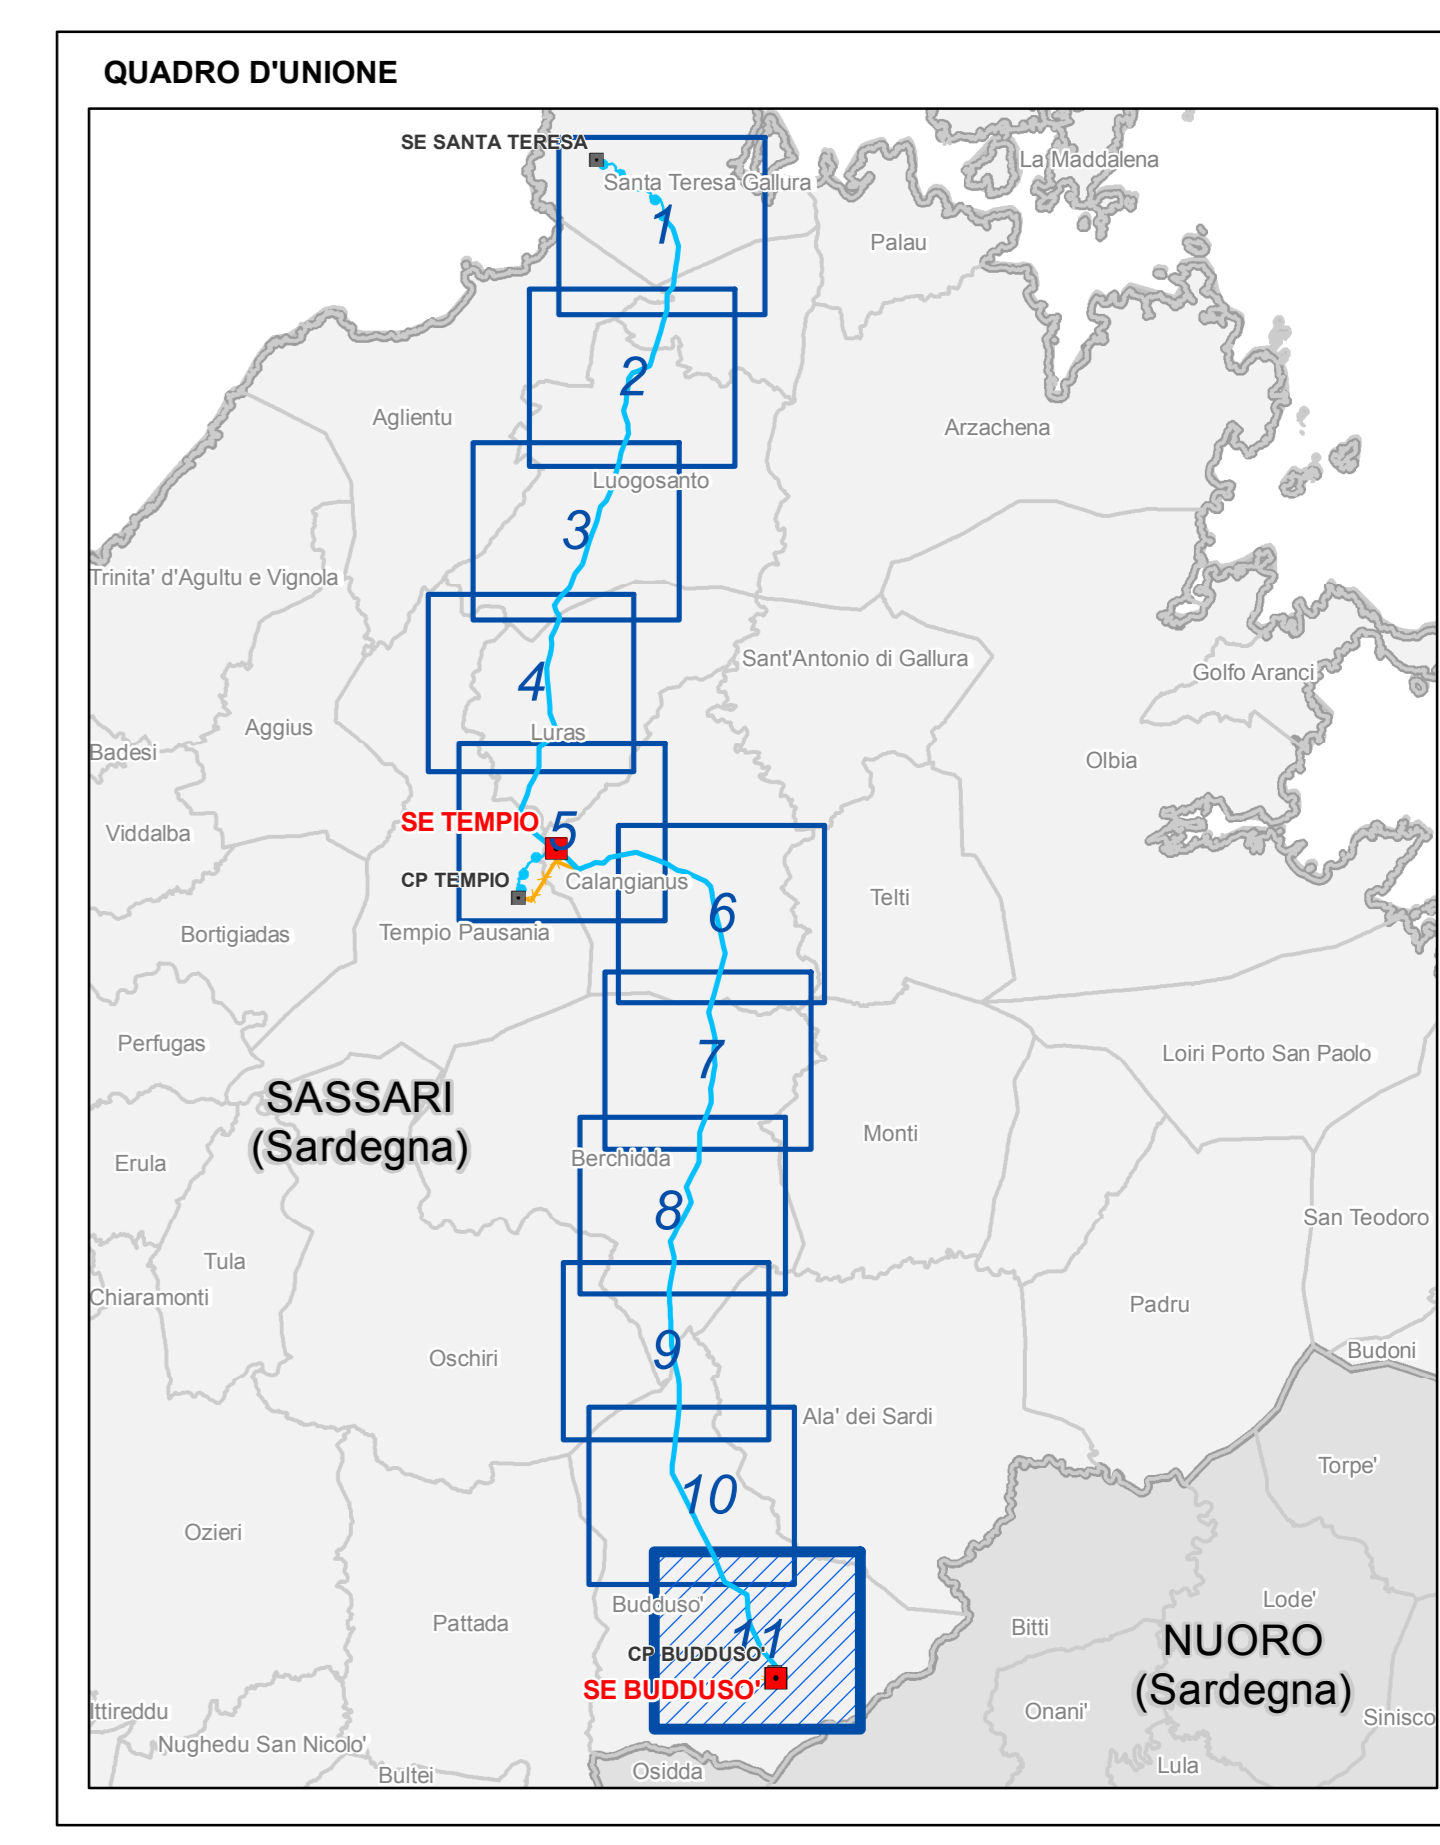 QUADRO D'UNIONE
SE SANTA TERESA
La Maddalena
Santa Teresa Gallura
1
Palau
2
Aglientu
Arzachena
Luogosanto
3
Trinita' d'Agultu e Vignola
Sant'Antonio di Gallura
Golfo Aranci
4
Aggius
Luras
Badesi
Olbia
SE TEMPIO
5
Viddalba
CP TEMPIO
Calangianus
Telti
6
Bortigiadas
Tempio Pausania
Perfugas
7
Loiri Porto San Paolo
SASSARI
(Sardegna)
Monti
Erula
Berchidda
8
San Teodoro
Tula
Chiaramonti
Padru
9
Oschiri
Budoni
Ala' dei Sardi
Torpe'
10
Ozieri
Budduso'
Lode'
Pattada
Bitti
11
NUORO
(Sardegna)
CP BUDDUSO'
SE BUDDUSO'
Ittireddu
Onani'
Sinisco
Nughedu San Nicolo'
Bultei
Osidda
Lula